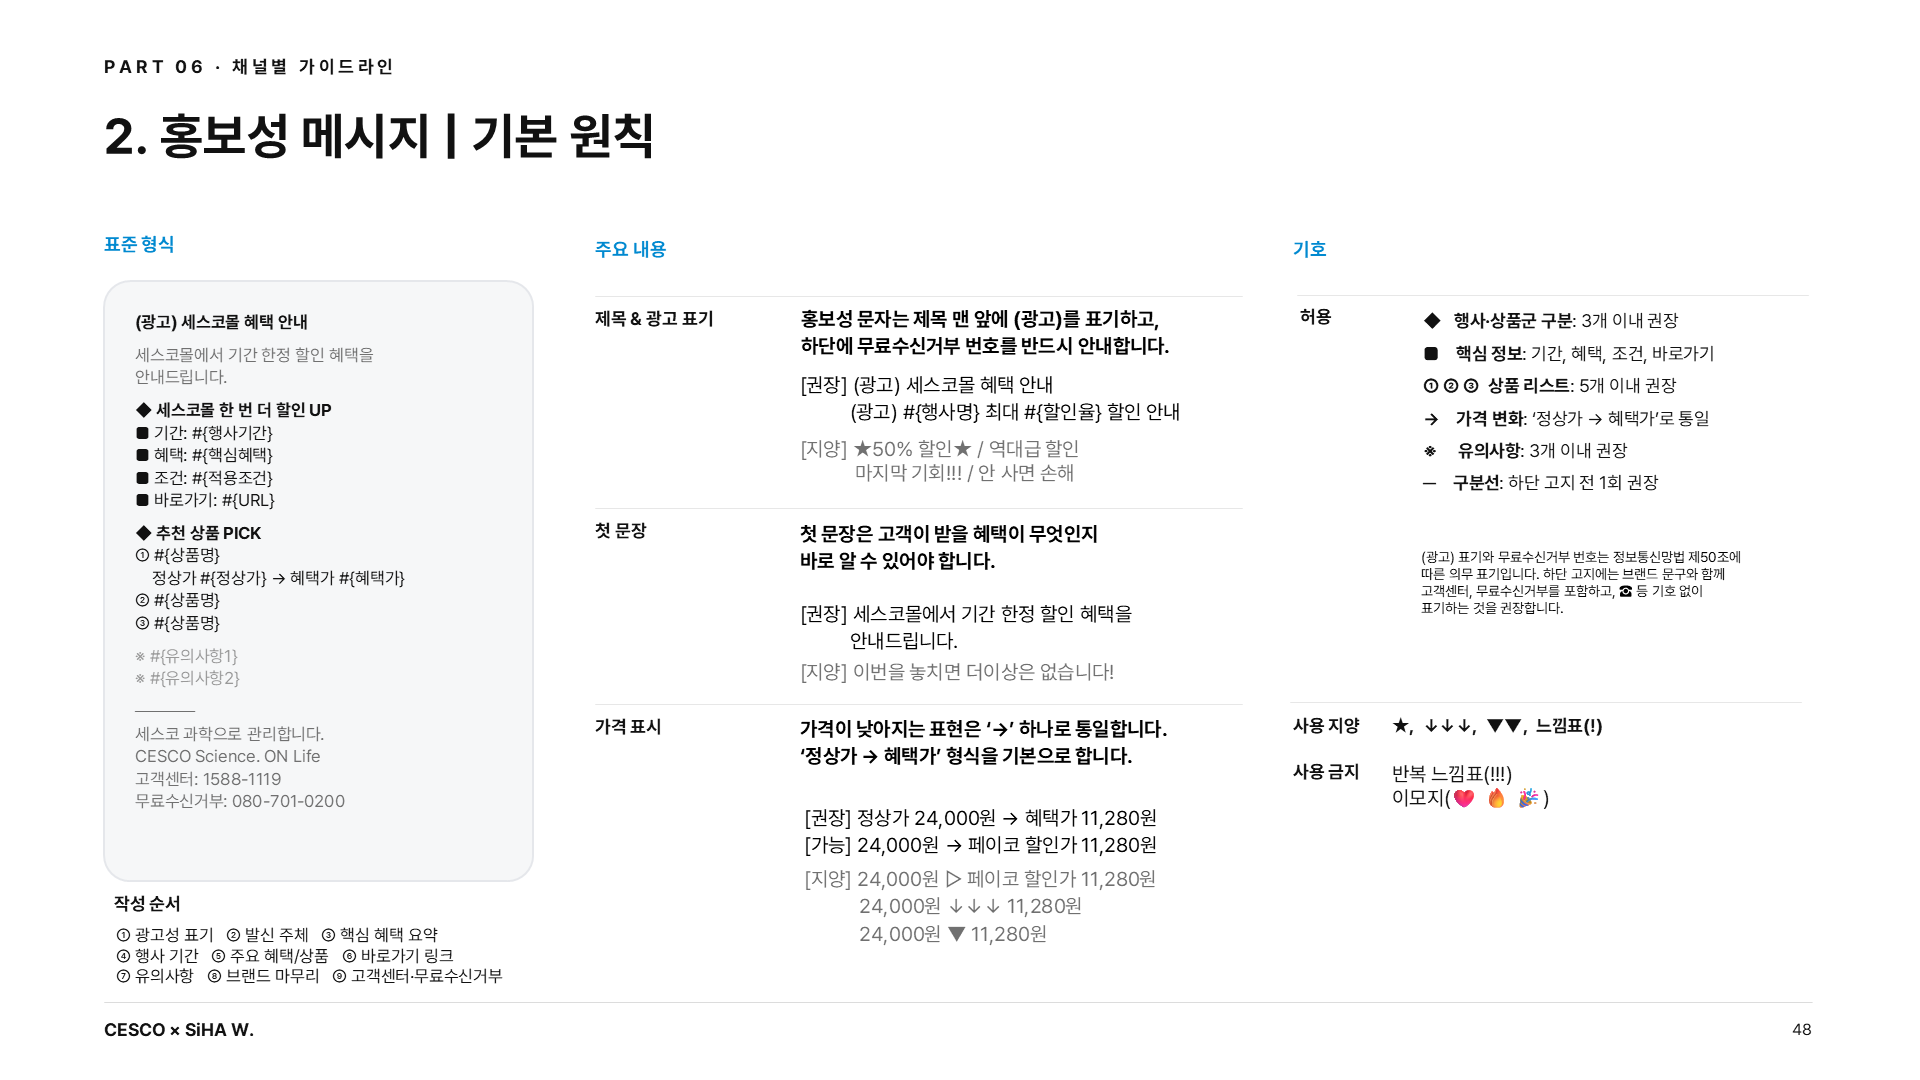 PART 06 · 채널별 가이드라인
2. 홍보성 메시지 | 기본 원칙
표준 형식
(광고) 세스코몰 혜택 안내
세스코몰에서 기간 한정 할인 혜택을
안내드립니다.
◆ 세스코몰 한 번 더 할인 UP
■ 기간: #{행사기간}
■ 혜택: #{핵심혜택}
■ 조건: #{적용조건}
■ 바로가기: #{URL}
◆ 추천 상품 PICK
① #{상품명}
정상가 #{정상가} → 혜택가 #{혜택가}
② #{상품명}
③ #{상품명}
※ #{유의사항1}
※ #{유의사항2}
세스코 과학으로 관리합니다.
CESCO Science. ON Life
고객센터: 1588-1119
무료수신거부: 080-701-0200
작성 순서
① 광고성 표기 ② 발신 주체 ③ 핵심 혜택 요약
④ 행사 기간 ⑤ 주요 혜택/상품 ⑥ 바로가기 링크
⑦ 유의사항 ⑧ 브랜드 마무리 ⑨ 고객센터·무료수신거부
주요 내용
제목 & 광고 표기
홍보성 문자는 제목 맨 앞에 (광고)를 표기하고,
하단에 무료수신거부 번호를 반드시 안내합니다.
[권장] (광고) 세스코몰 혜택 안내
(광고) #{행사명} 최대 #{할인율} 할인 안내
[지양] ★50% 할인★ / 역대급 할인
마지막 기회!!! / 안 사면 손해
첫 문장
첫 문장은 고객이 받을 혜택이 무엇인지
바로 알 수 있어야 합니다.
[권장] 세스코몰에서 기간 한정 할인 혜택을
안내드립니다.
[지양] 이번을 놓치면 더이상은 없습니다!
가격 표시
가격이 낮아지는 표현은 ‘→’ 하나로 통일합니다.
‘정상가 → 혜택가’ 형식을 기본으로 합니다.
[권장] 정상가 24,000원 → 혜택가 11,280원
[가능] 24,000원 → 페이코 할인가 11,280원
[지양] 24,000원 ▷ 페이코 할인가 11,280원
24,000원 ↓↓↓ 11,280원
24,000원 ▼ 11,280원
기호
허용
◆ 행사·상품군 구분: 3개 이내 권장
■ 핵심 정보: 기간, 혜택, 조건, 바로가기
①②③ 상품 리스트: 5개 이내 권장
→ 가격 변화: ‘정상가 → 혜택가’로 통일
※ 유의사항: 3개 이내 권장
— 구분선: 하단 고지 전 1회 권장
(광고) 표기와 무료수신거부 번호는 정보통신망법 제50조에
따른 의무 표기입니다. 하단 고지에는 브랜드 문구와 함께
고객센터, 무료수신거부를 포함하고, ☎ 등 기호 없이
표기하는 것을 권장합니다.
사용 지양
★, ↓↓↓, ▼▼, 느낌표(!)
사용 금지
반복 느낌표(!!!)
이모지(❤️ 🔥 🎉)
CESCO × SiHA W.
48